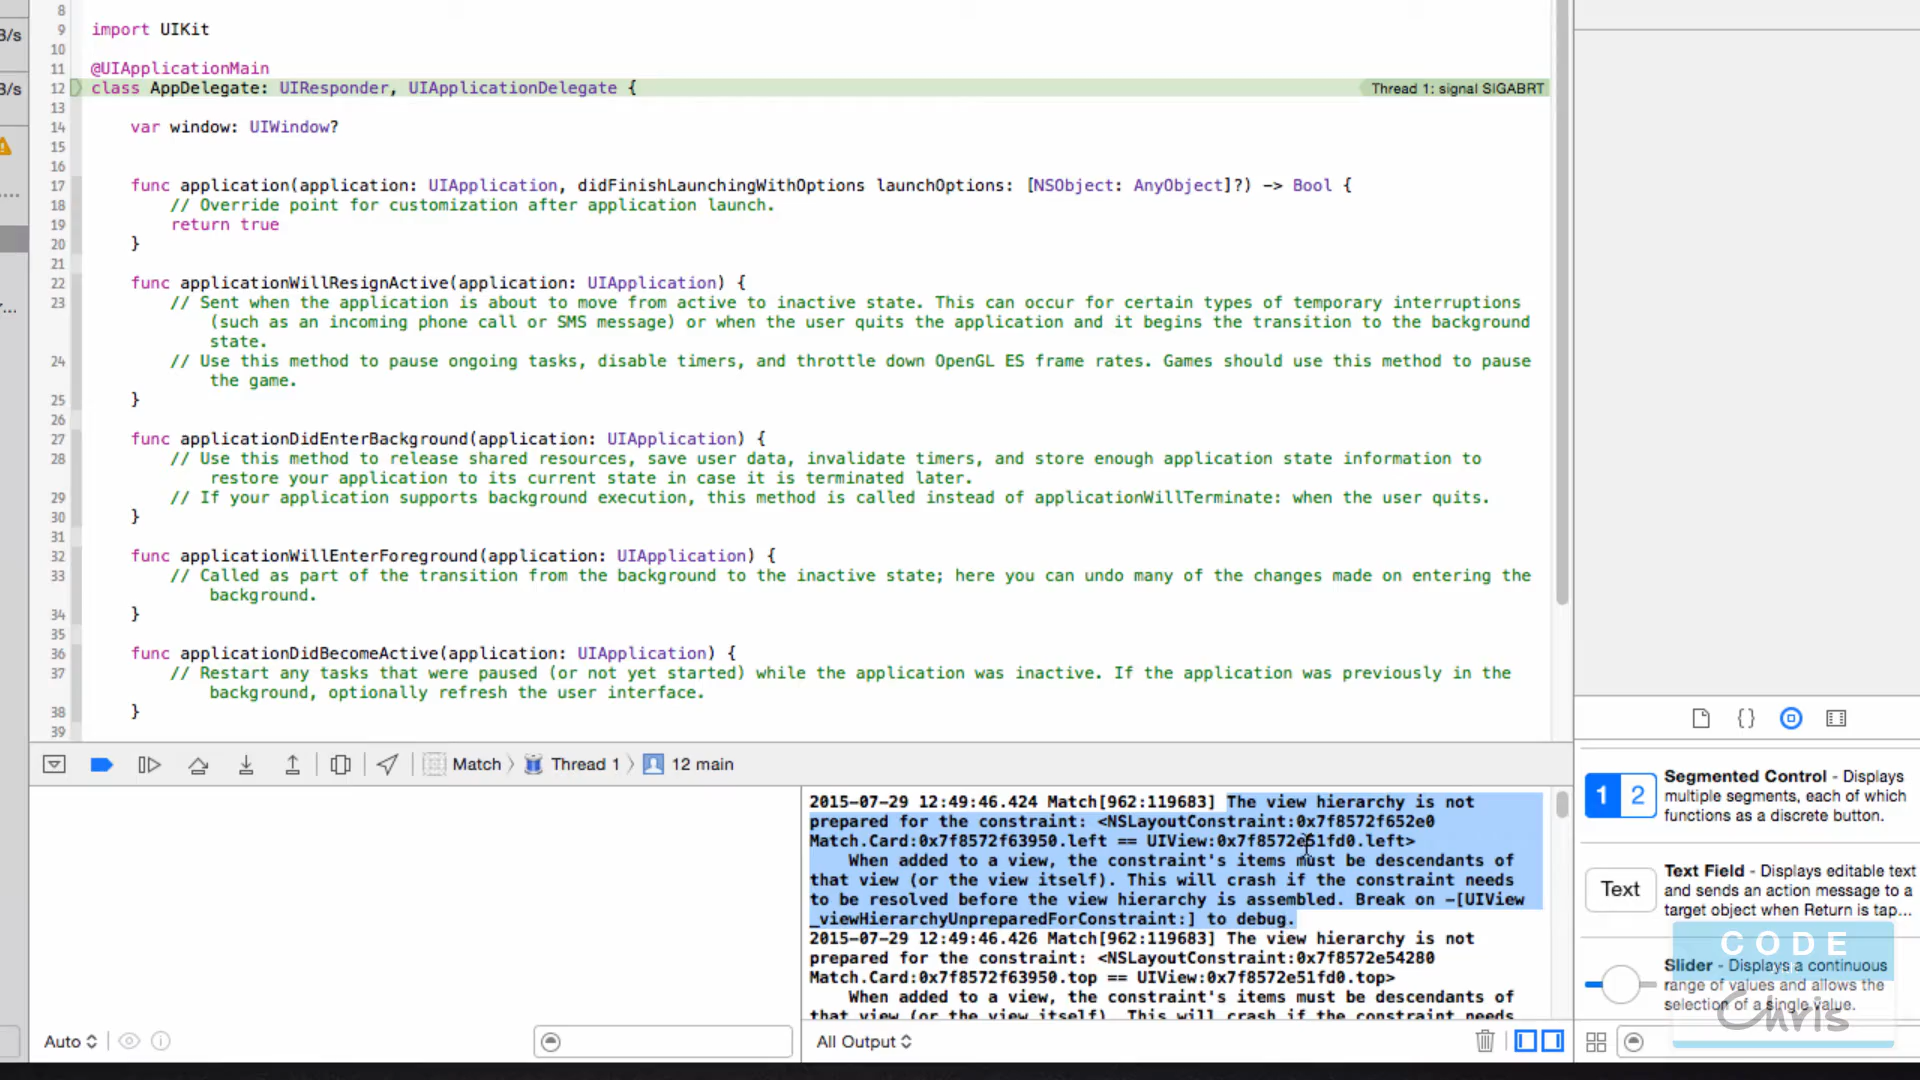 8
B/s
9 import UIKit
10
11 @UIApplicationMain
B/s
12 class AppDelegate: UIResponder, UIApplicationDelegate {
Thread 1: signal SIGABRT
13
14 var window: UIWindow?
15
16
17 func application(application: UIApplication, didFinishLaunchingWithOptions launchOptions: [NSObject: AnyObject]?) -> Bool {
18 // Override point for customization after application launch.
19 return true
20 }
21
22 func applicationWillResignActive(application: UIApplication) {
23 // Sent when the application is about to move from active to inactive state. This can occur for certain types of temporary interruptions
(such as an incoming phone call or SMS message) or when the user quits the application and it begins the transition to the background
state.
24 // Use this method to pause ongoing tasks, disable timers, and throttle down OpenGL ES frame rates. Games should use this method to pause
the game.
25 }
26
27 func applicationDidEnterBackground(application: UIApplication) {
28 // Use this method to release shared resources, save user data, invalidate timers, and store enough application state information to
restore your application to its current state in case it is terminated later.
29 // If your application supports background execution, this method is called instead of applicationWillTerminate: when the user quits.
30 }
31
32 func applicationWillEnterForeground(application: UIApplication) {
33 // Called as part of the transition from the background to the inactive state; here you can undo many of the changes made on entering the
background.
34 }
35
36 func applicationDidBecomeActive(application: UIApplication) {
37 // Restart any tasks that were paused (or not yet started) while the application was inactive. If the application was previously in the
background, optionally refresh the user interface.
38 }
39
Match
Thread 1
12 main
2015-07-29 12:49:46.424 Match[962:119683] The view hierarchy is not
prepared for the constraint: <NSLayoutConstraint:0x7f8572f652e0
Match.Card:0x7f8572f63950.left == UIView:0x7f8572e51fd0.left>
When added to a view, the constraint's items must be descendants of
that view (or the view itself). This will crash if the constraint needs
to be resolved before the view hierarchy is assembled. Break on -[UIView
_viewHierarchyUnpreparedForConstraint:] to debug.
2015-07-29 12:49:46.426 Match[962:119683] The view hierarchy is not
prepared for the constraint: <NSLayoutConstraint:0x7f8572e54280
Match.Card:0x7f8572f63950.top == UIView:0x7f8572e51fd0.top>
When added to a view, the constraint's items must be descendants of
that view (or the view itself). This will crash if the constraint needs
Auto
All Output
1 2
Segmented Control - Displays
multiple segments, each of which
functions as a discrete button.
Text
Text Field - Displays editable text
and sends an action message to a
target object when Return is tap...
Slider - Displays a continuous
range of values and allows the
selection of a single value.
CODE
Chris